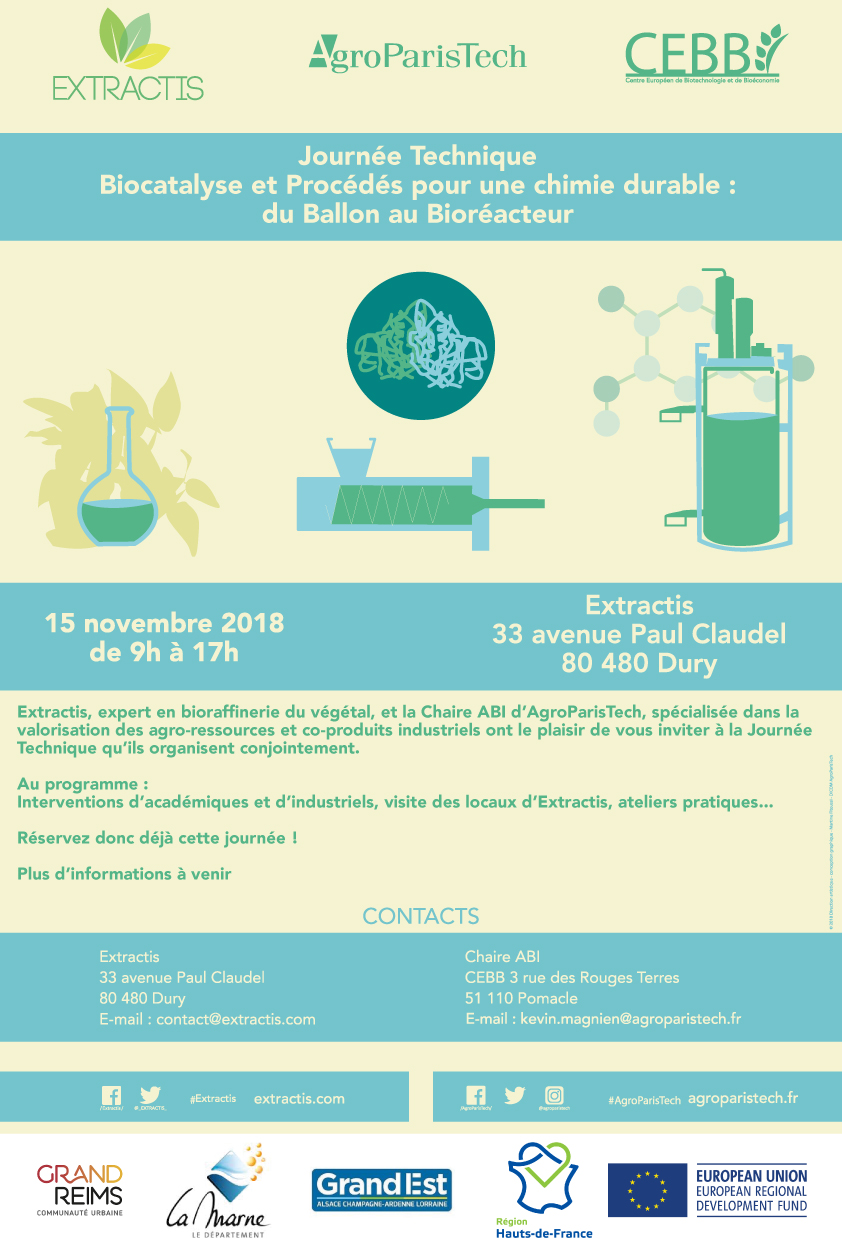 EXTRACTIS
AgroParisTech
CEBB
Centre Européen de Biotechnologie et de Bioéconomie
Journée Technique
Biocatalyse et Procédés pour une chimie durable :
du Ballon au Bioréacteur
15 novembre 2018
de 9h à 17h
Extractis
33 avenue Paul Claudel
80 480 Dury
Extractis, expert en bioraffinerie du végétal, et la Chaire ABI d'AgroParisTech, spécialisée dans la
valorisation des agro-ressources et co-produits industriels ont le plaisir de vous inviter à la Journée
Technique qu'ils organisent conjointement.
Au programme :
Interventions d'académiques et d'industriels, visite des locaux d'Extractis, ateliers pratiques...
Réservez donc déjà cette journée !
Plus d'informations à venir
CONTACTS
Extractis
33 avenue Paul Claudel
80 480 Dury
E-mail : contact@extractis.com
Chaire ABI
CEBB 3 rue des Rouges Terres
51 110 Pomacle
E-mail : kevin.magnien@agroparistech.fr
/Extractis/
#Extractis
extractis.com
/AgroParisTech/
@agroparistech
#AgroParisTech
agroparistech.fr
GRAND
REIMS
COMMUNAUTÉ URBAINE
La Marne
LE DÉPARTEMENT
Grand Est
ALSACE CHAMPAGNE-ARDENNE LORRAINE
Région
Hauts-de-France
EUROPEAN UNION
EUROPEAN REGIONAL
DEVELOPMENT FUND